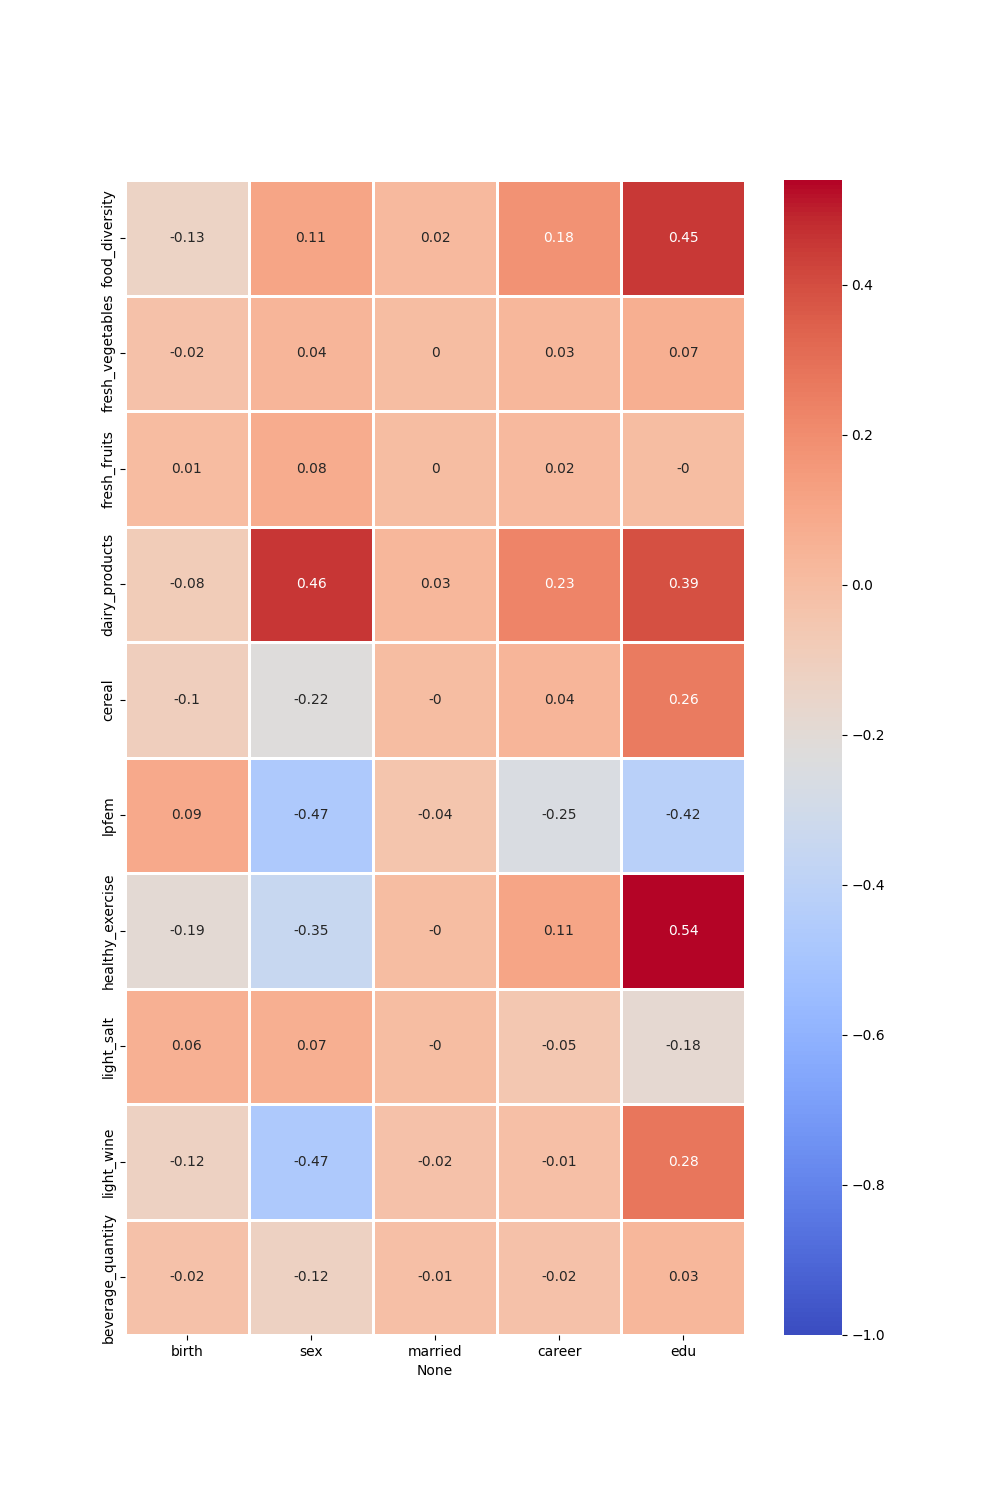 food_diversity -0.13 0.11 0.02 0.18 0.45
fresh_vegetables -0.02 0.04 0 0.03 0.07
fresh_fruits 0.01 0.08 0 0.02 -0
dairy_products -0.08 0.46 0.03 0.23 0.39
cereal -0.1 -0.22 -0 0.04 0.26
lpfem 0.09 -0.47 -0.04 -0.25 -0.42
healthy_exercise -0.19 -0.35 -0 0.11 0.54
light_salt 0.06 0.07 -0 -0.05 -0.18
light_wine -0.12 -0.47 -0.02 -0.01 0.28
beverage_quantity -0.02 -0.12 -0.01 -0.02 0.03
birth sex married career edu
None
0.4
0.2
0.0
−0.2
−0.4
−0.6
−0.8
−1.0